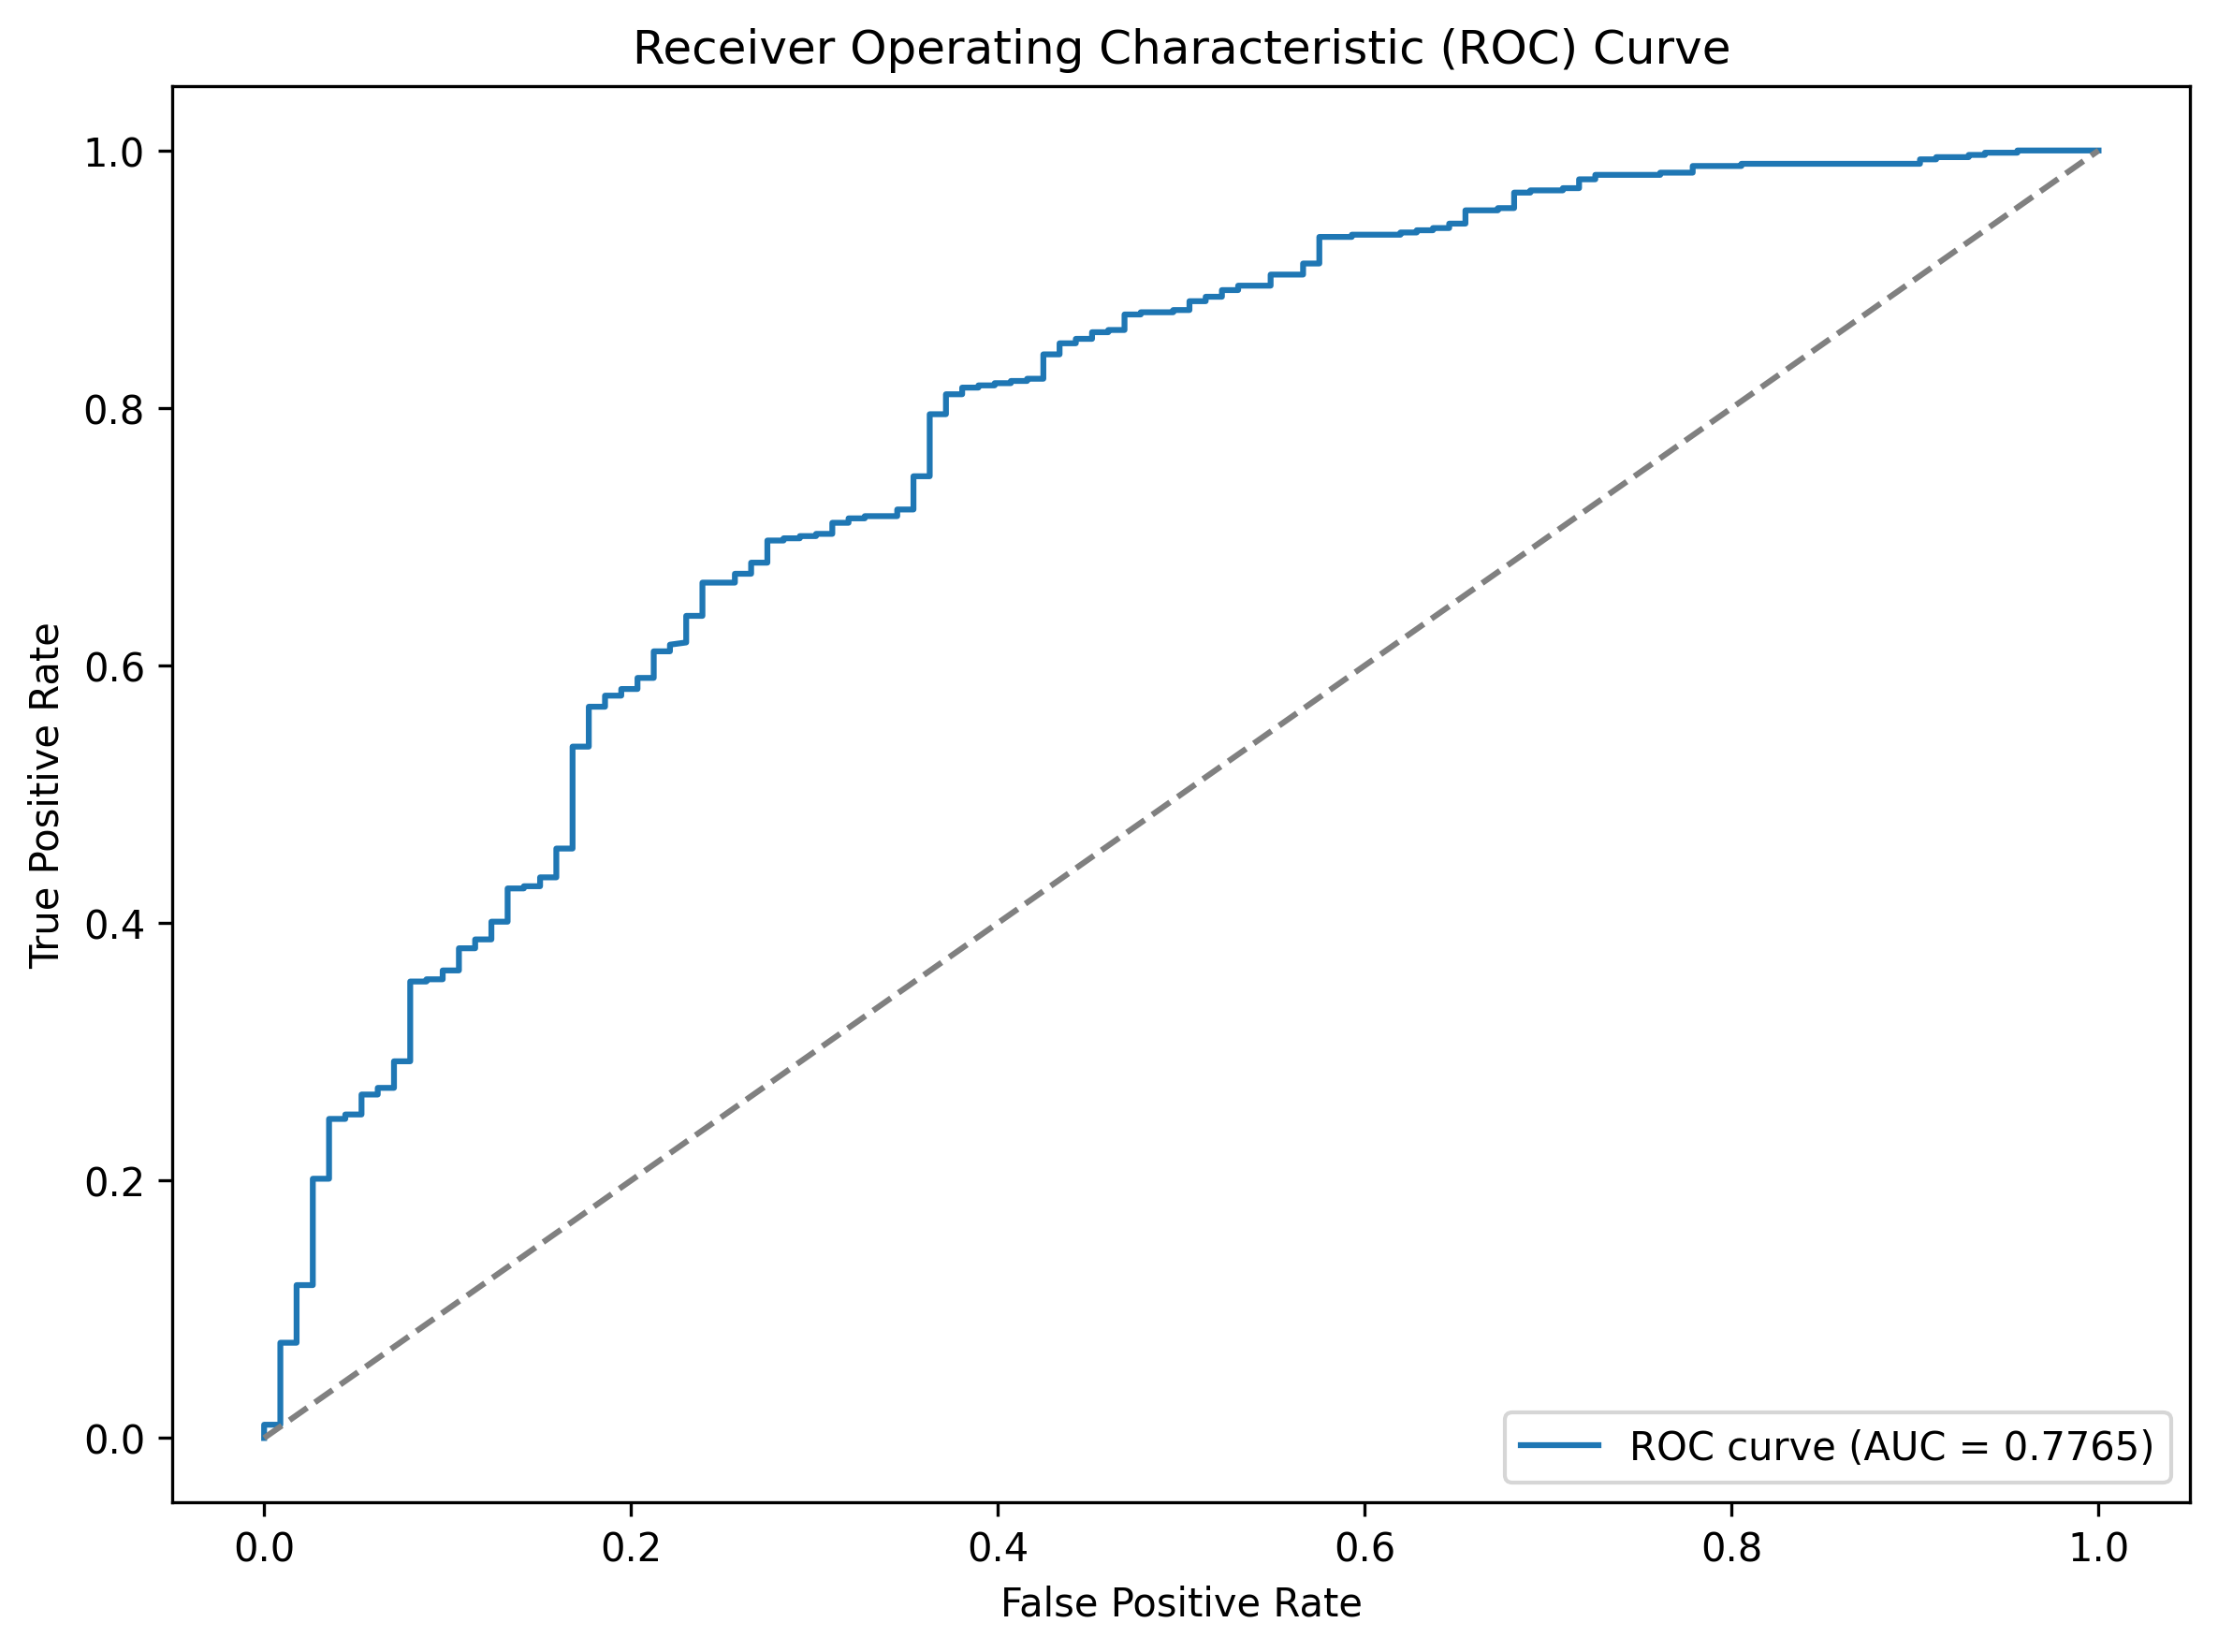 Receiver Operating Characteristic (ROC) Curve
1.0
0.8
0.6
0.4
0.2
0.0
True Positive Rate
ROC curve (AUC = 0.7765)
0.0 0.2 0.4 0.6 0.8 1.0
False Positive Rate